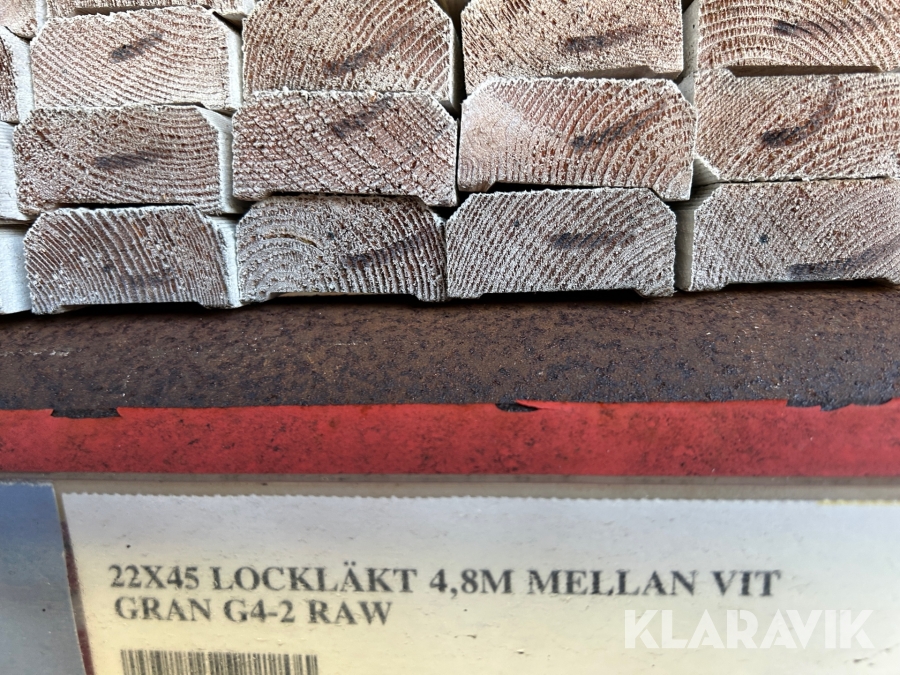 22X45 LOCKLÄKT 4,8M MELLAN VIT
GRAN G4-2 RAW
KLARAVIK